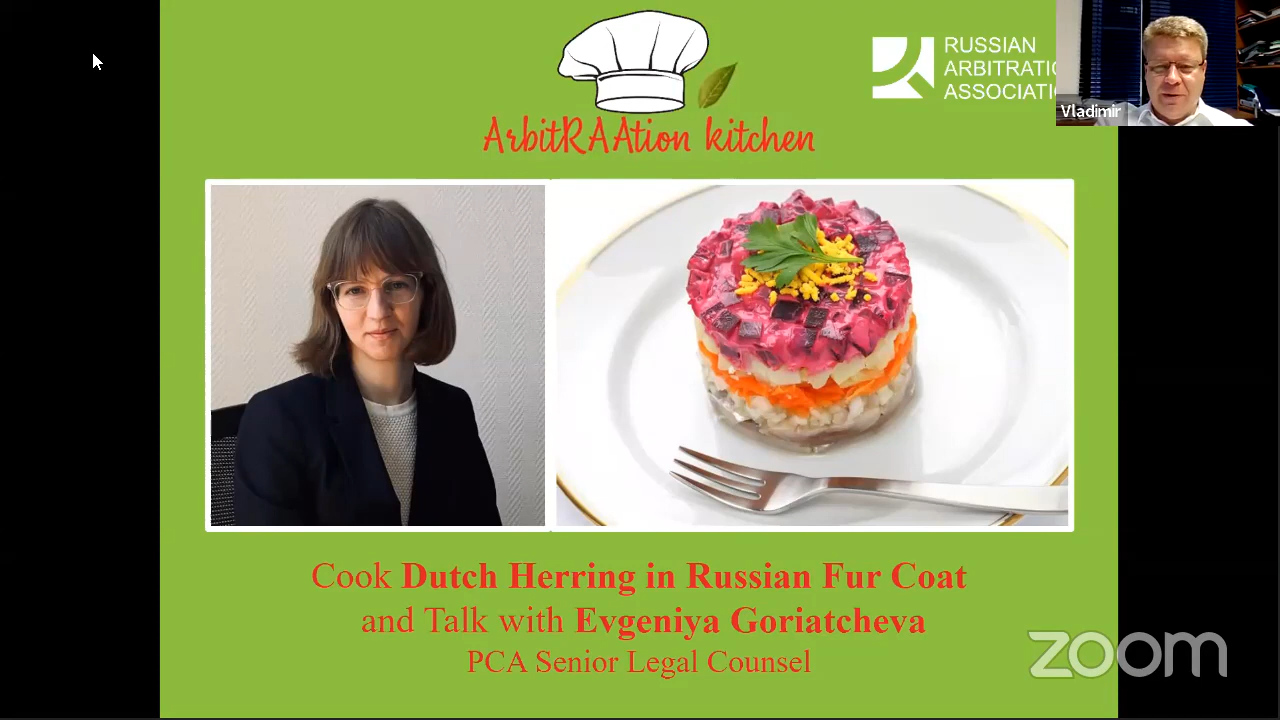 RUSSIAN
ARBITRATIO
ASSOCIATI
Vladimir
ArbitRAAtion kitchen
Cook Dutch Herring in Russian Fur Coat
and Talk with Evgeniya Goriatcheva
PCA Senior Legal Counsel
zoom